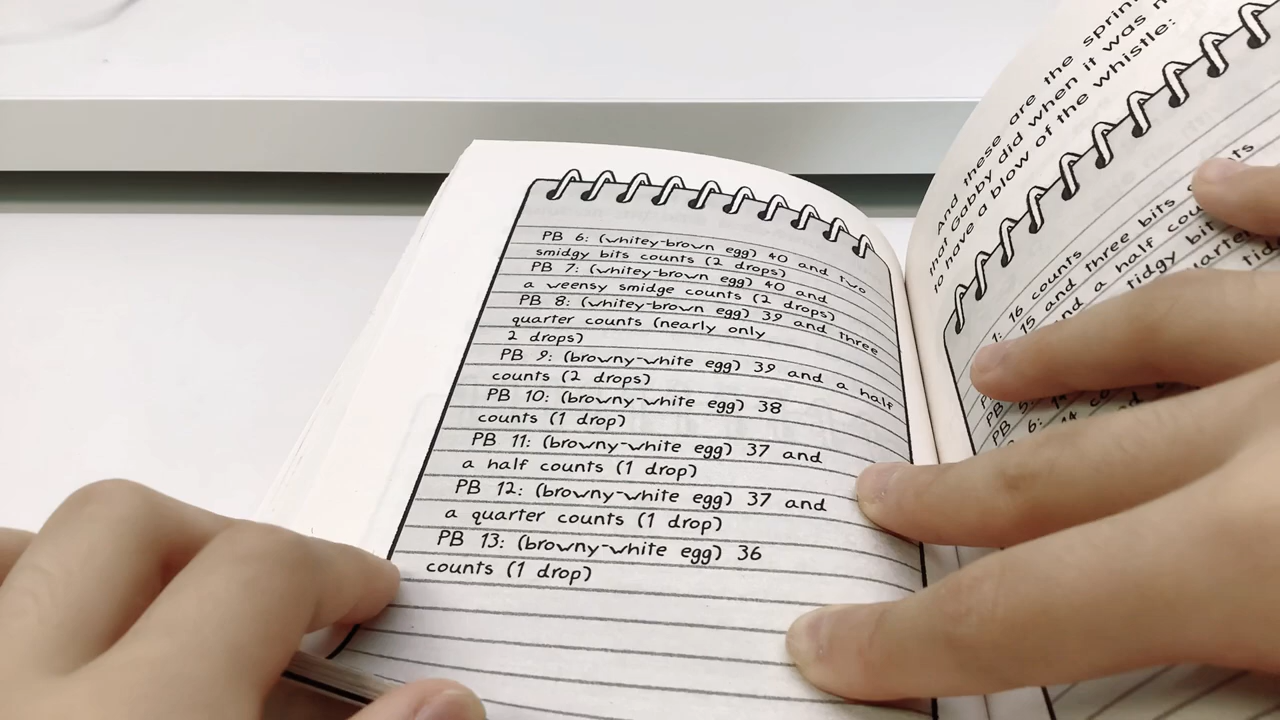 PB 6: (whitey-brown egg) 40 and two
smidgy bits counts (2 drops)
PB 7: (whitey-brown egg) 40 and
a weensy smidge counts (2 drops)
PB 8: (whitey-brown egg) 39 and three
quarter counts (nearly only
2 drops)
PB 9: (browny-white egg) 39 and a half
counts (2 drops)
PB 10: (browny-white egg) 38
counts (1 drop)
PB 11: (browny-white egg) 37 and
a half counts (1 drop)
PB 12: (browny-white egg) 37 and
a quarter counts (1 drop)
PB 13: (browny-white egg) 36
counts (1 drop)
And these are the
that Gabby did when it was
to have a blow of the whistle:
1: 16 counts
15 and three bits
and a half
tidgy
PB 5:
6: 14